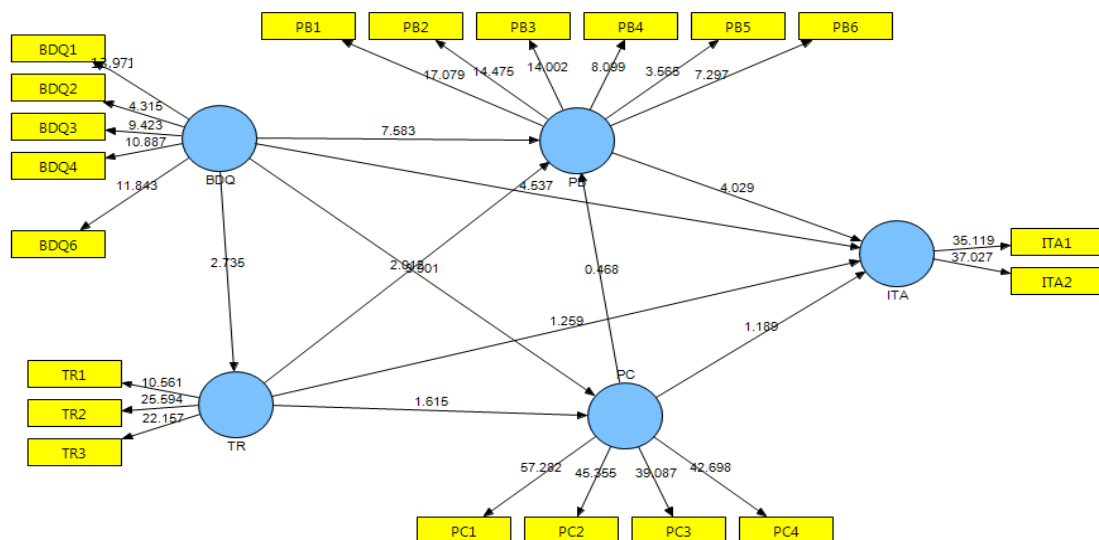 PB1 PB2 PB3 PB4 PB5 PB6
BDQ1
BDQ2
BDQ3
BDQ4
BDQ6
4.315
9.423
10.887
11.843
17.079 14.475 14.002 8.099 3.565 7.297
BDQ
7.583
4.537
4.029
2.735
0.468
1.259
1.189
1.615
ITA
35.119
37.027
ITA1
ITA2
TR1
TR2
TR3
10.561
25.594
22.157
TR
PC
57.282 45.355 39.087 42.698
PC1 PC2 PC3 PC4